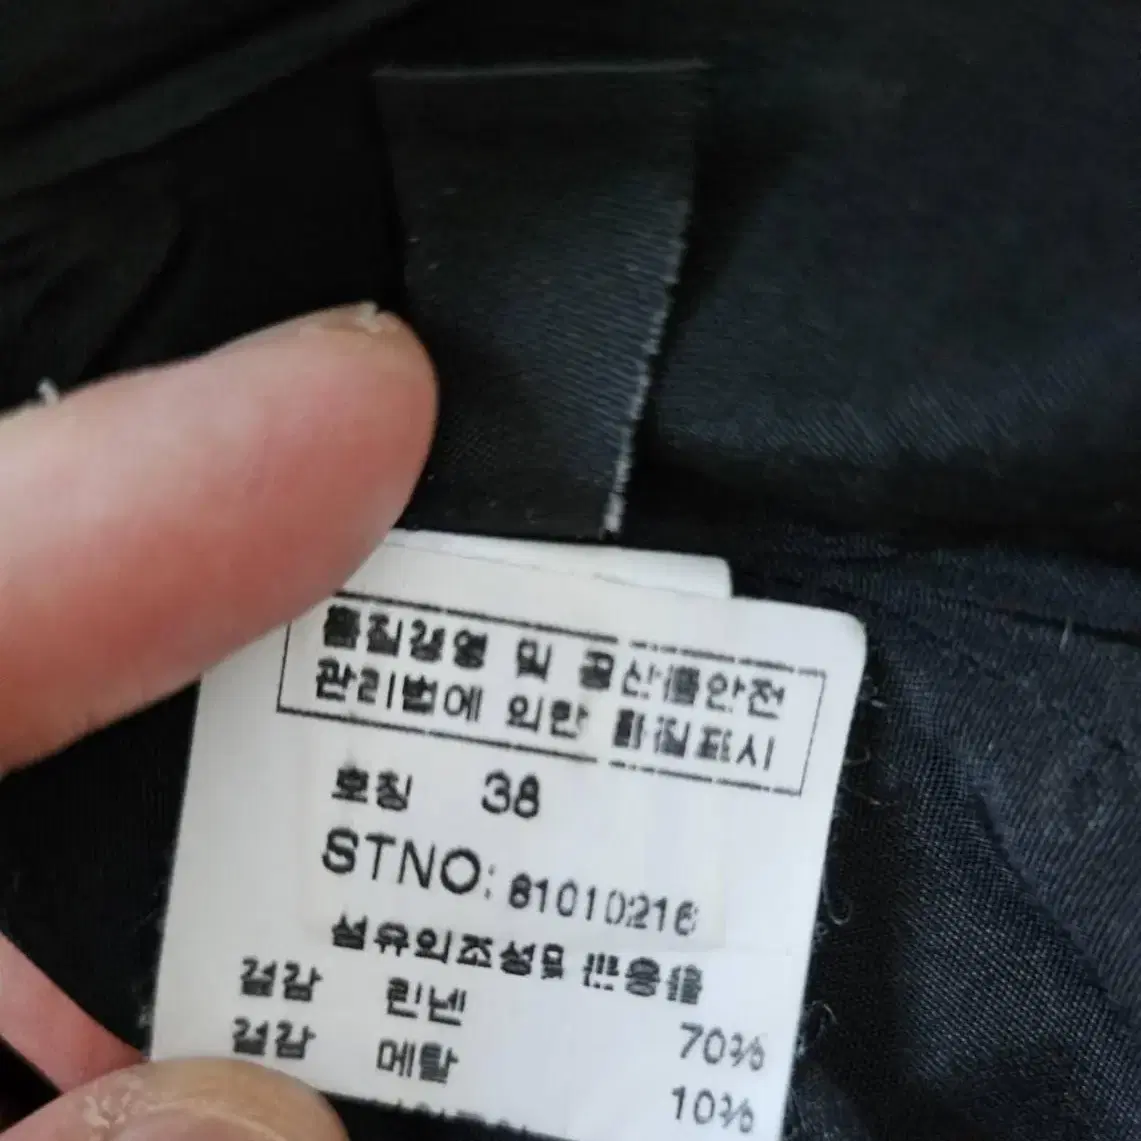 품질경영 및 공산품안전
관리법에 의한 품질표시
호칭 38
STNO: 81010216
섬유의조성및 혼용율
겉감 린넨 70%
겉감 메탈 10%